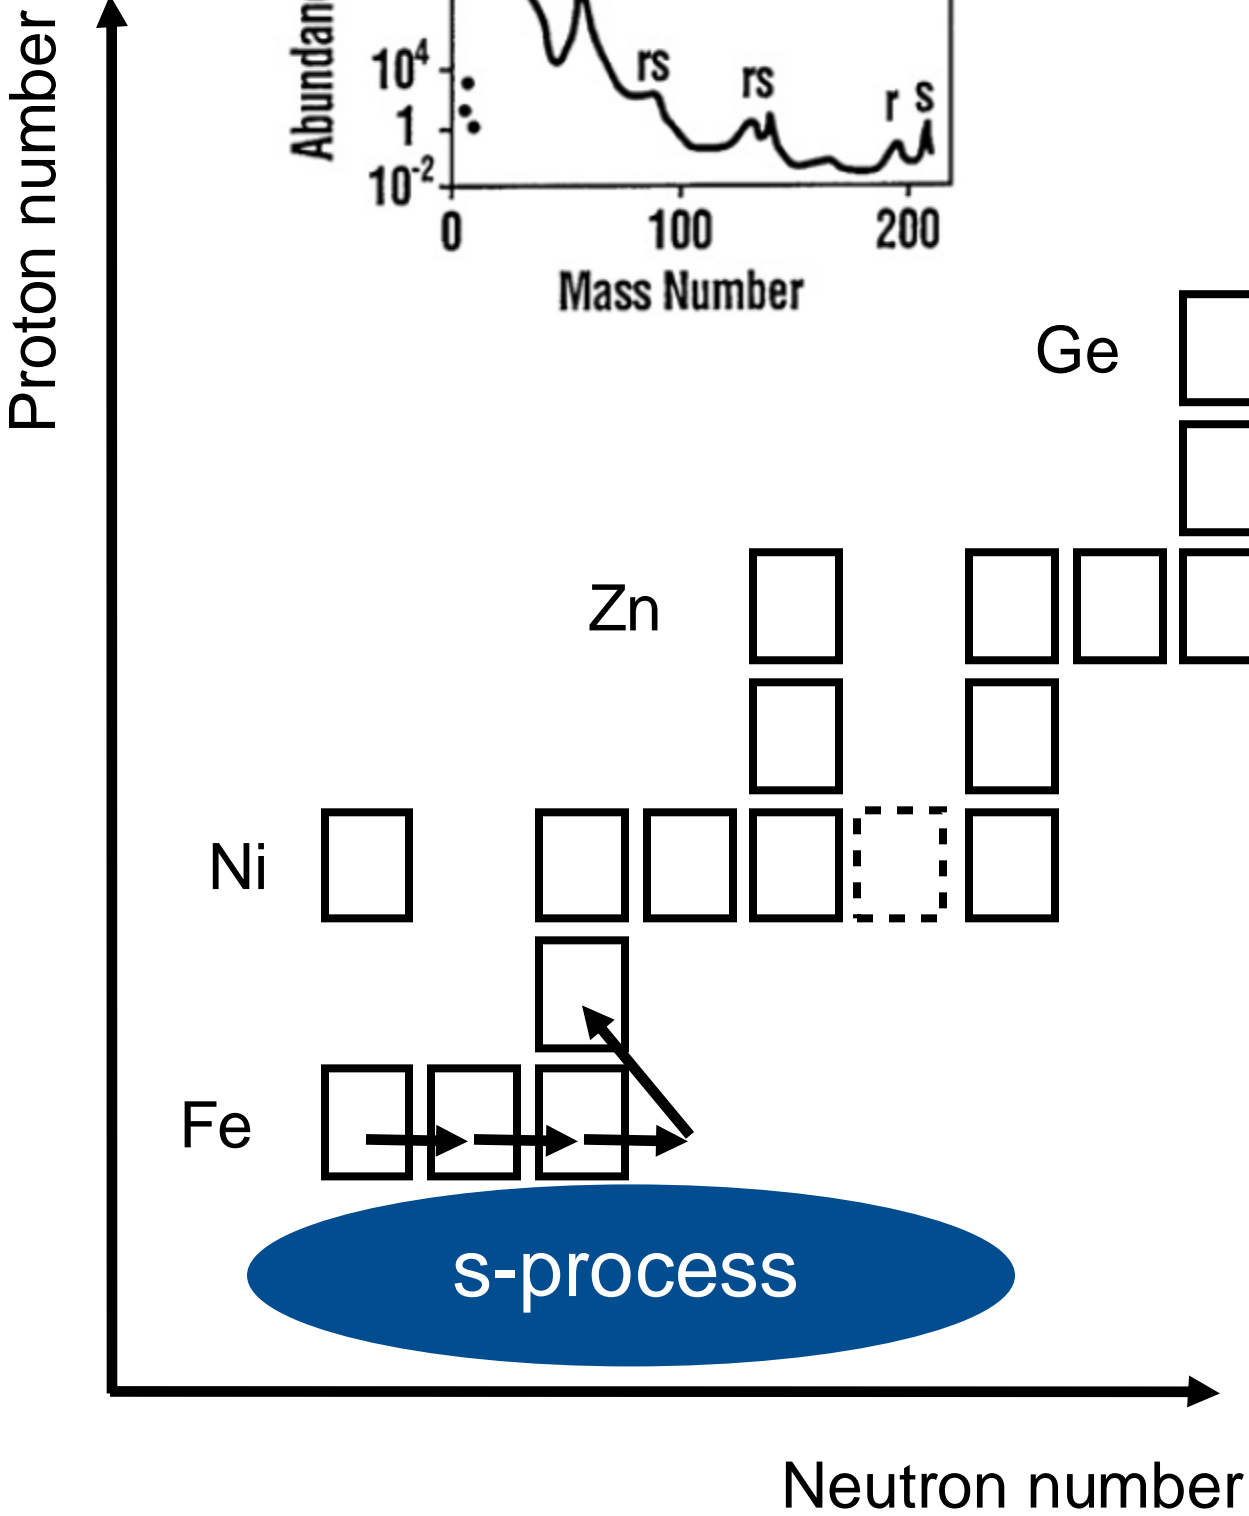 Proton number
10⁴
1
10⁻²
rs
rs
r s
0 100 200
Mass Number
Ge
Zn
Ni
Fe
s-process
Neutron number